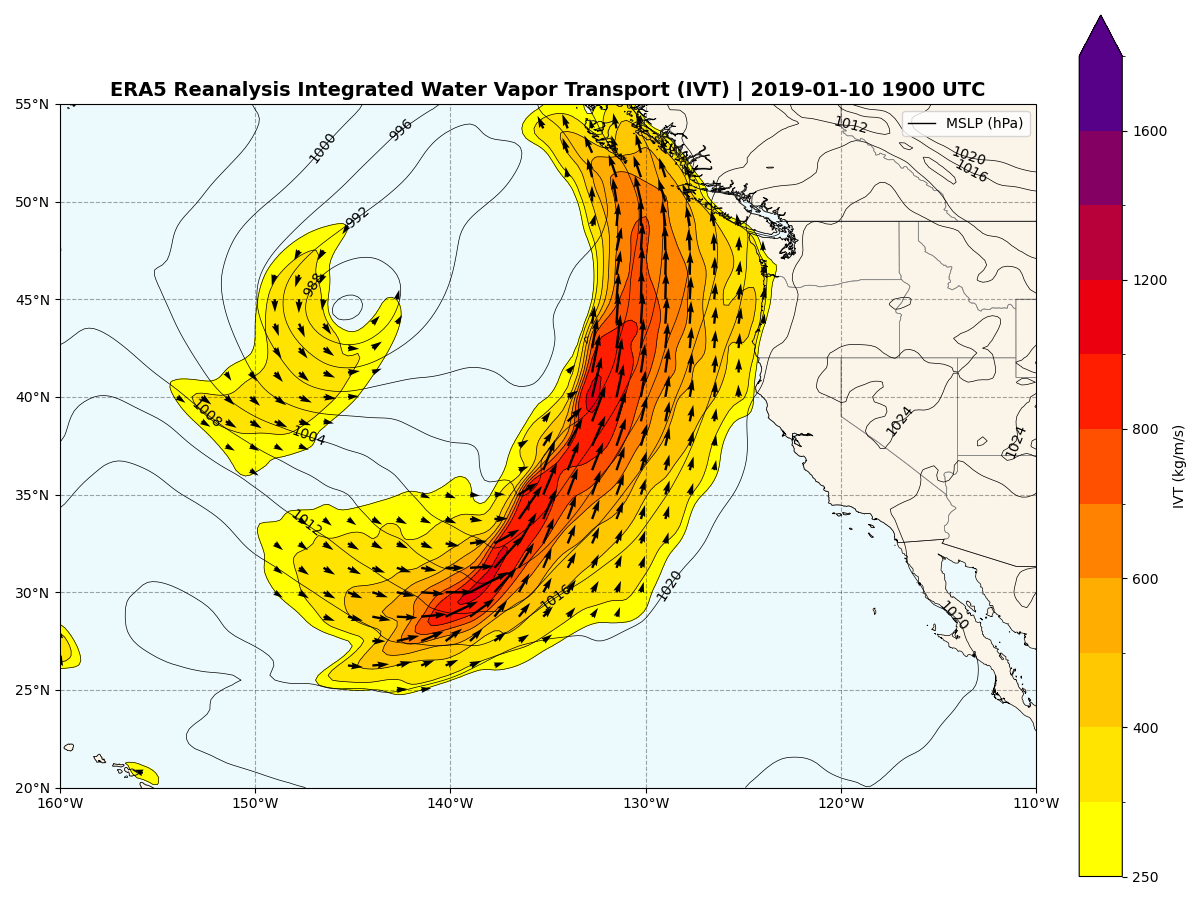 ERA5 Reanalysis Integrated Water Vapor Transport (IVT) | 2019-01-10 1900 UTC
55°N
50°N
45°N
40°N
35°N
30°N
25°N
20°N
160°W
150°W
140°W
130°W
120°W
110°W
MSLP (hPa)
1000
996
992
988
1008
1004
1012
1016
1020
1012
1020
1016
1024
1024
1020
1600
1200
800
600
400
250
IVT (kg/m/s)